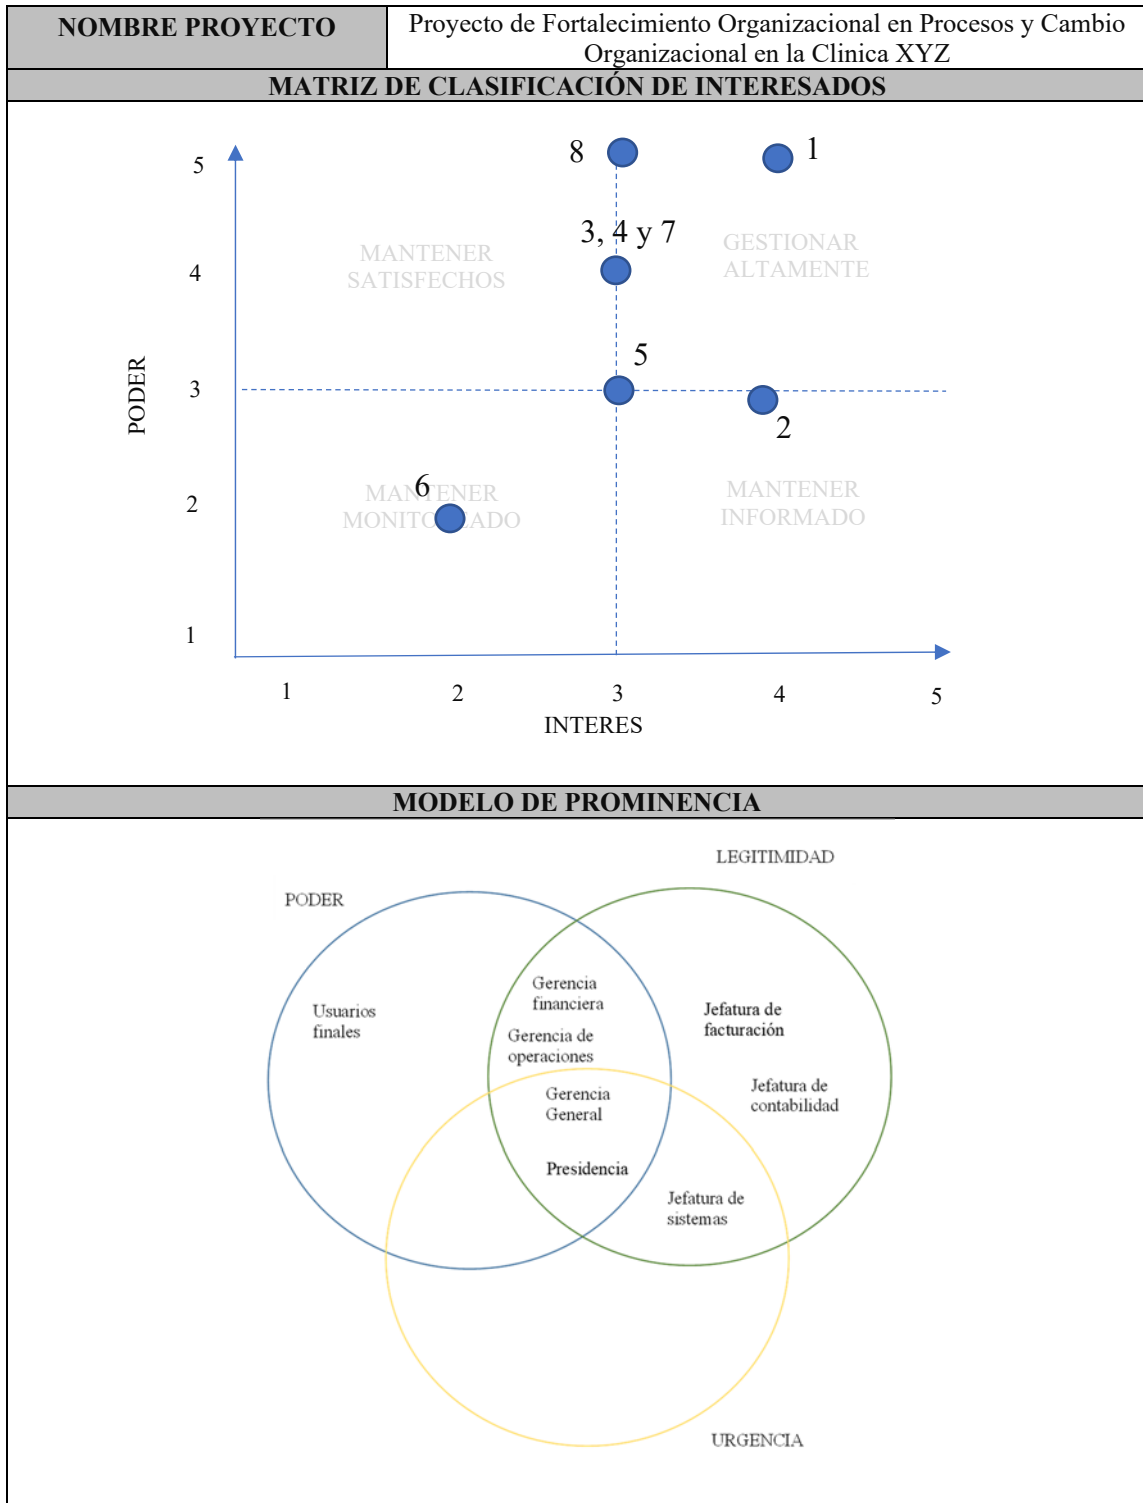 NOMBRE PROYECTO
Proyecto de Fortalecimiento Organizacional en Procesos y Cambio
Organizacional en la Clinica XYZ
MATRIZ DE CLASIFICACIÓN DE INTERESADOS
5
8
1
3, 4 y 7
MANTENER
SATISFECHOS
GESTIONAR
ALTAMENTE
4
5
3
PODER
2
6
MANTENER
MANTENER
INFORMADO
2
1
1
2
3
4
5
INTERES
MODELO DE PROMINENCIA
LEGITIMIDAD
PODER
Gerencia
financiera
Usuarios
finales
Jefatura de
facturación
Gerencia de
operaciones
Jefatura de
contabilidad
Gerencia
General
Presidencia
Jefatura de
sistemas
URGENCIA